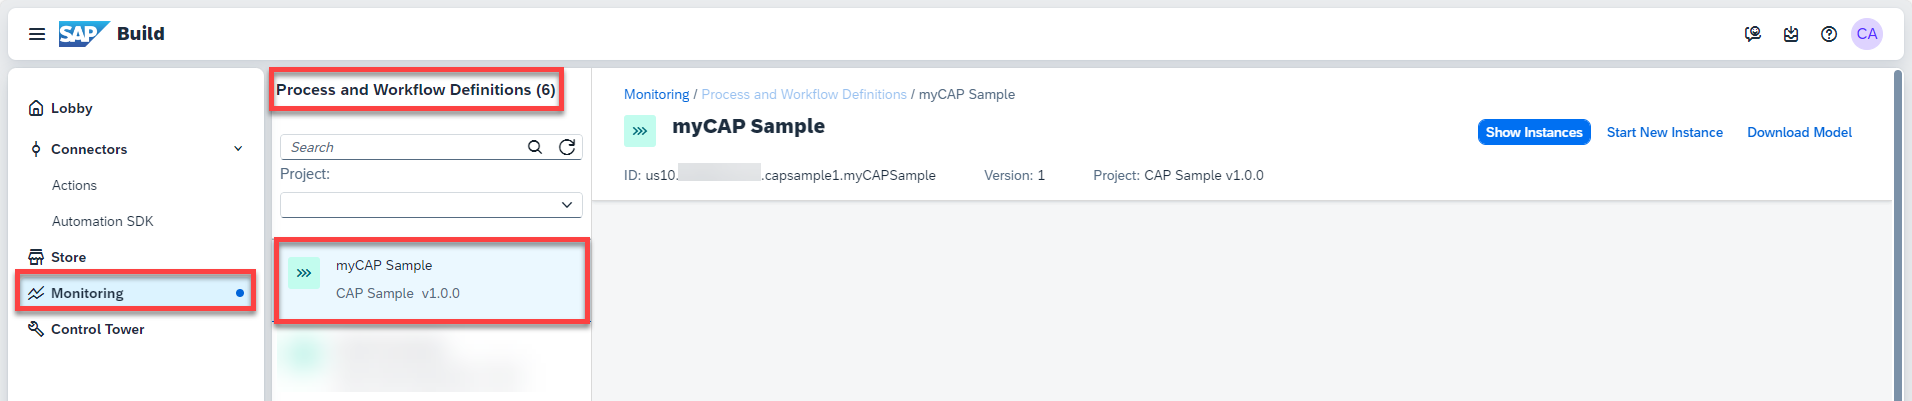 SAP Build
CA
Lobby
Connectors
Actions
Automation SDK
Store
Monitoring
Control Tower
Process and Workflow Definitions (6)
Search
Project:
myCAP Sample
CAP Sample v1.0.0
Monitoring / Process and Workflow Definitions / myCAP Sample
myCAP Sample
Show Instances Start New Instance Download Model
ID: us10. .capsample1.myCAPSample Version: 1 Project: CAP Sample v1.0.0